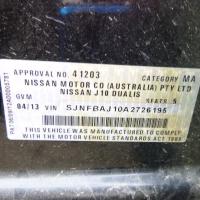 APPROVAL NO. 41203 CATEGORY MA
NISSAN MOTOR CO (AUSTRALIA) PTY LTD
NISSAN J10 DUALIS
GVM SEATS 5
04/13 VIN SJNFBAJ10A2726195
THIS VEHICLE WAS MANUFACTURED TO
COMPLY WITH THE MOTOR VEHICLE
STANDARDS ACT 1989